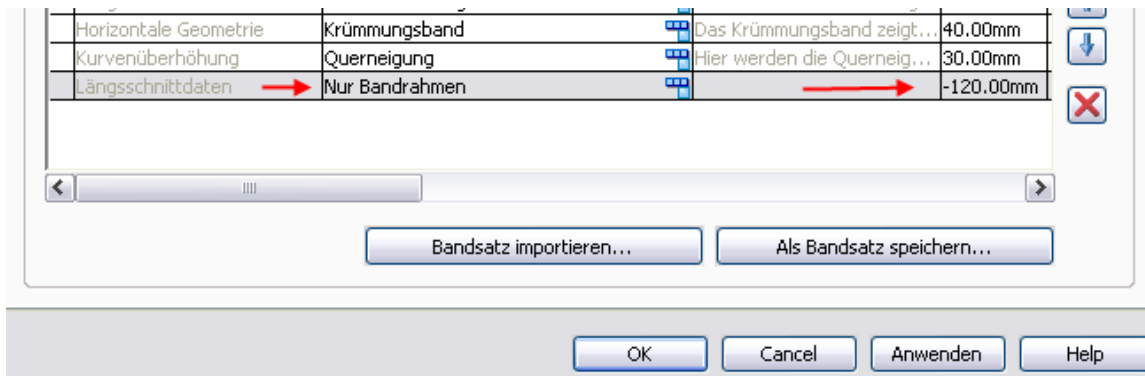 Horizontale Geometrie Krümmungsband Das Krümmungsband zeigt... 40.00mm
Kurvenüberhöhung Querneigung Hier werden die Querneig... 30.00mm
Längsschnittdaten Nur Bandrahmen -120.00mm
Bandsatz importieren... Als Bandsatz speichern...
OK Cancel Anwenden Help